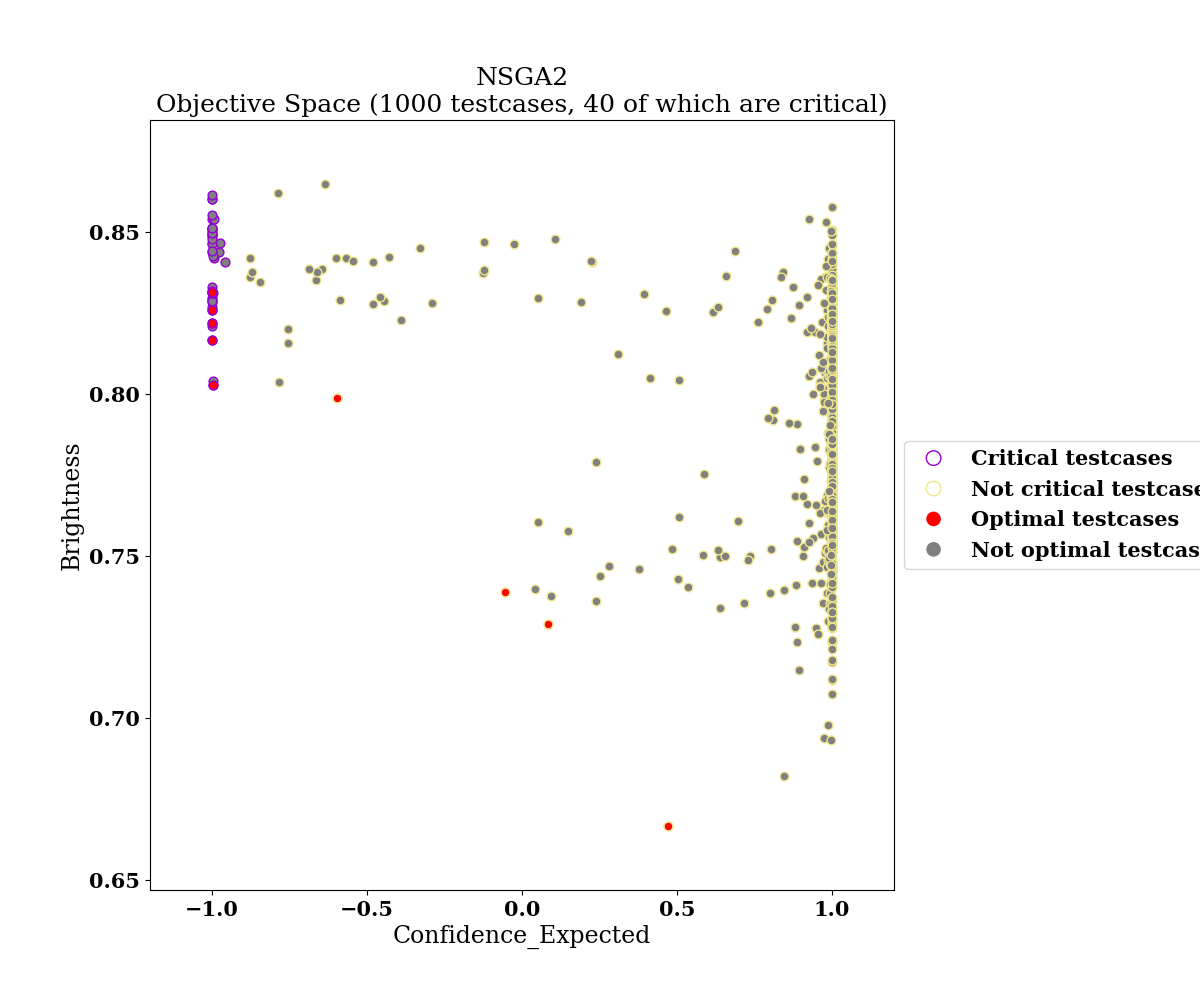 NSGA2
Objective Space (1000 testcases, 40 of which are critical)
Brightness
0.85
0.80
0.75
0.70
0.65
−1.0
−0.5
0.0
0.5
1.0
Confidence_Expected
Critical testcases
Not critical testcase
Optimal testcases
Not optimal testcas